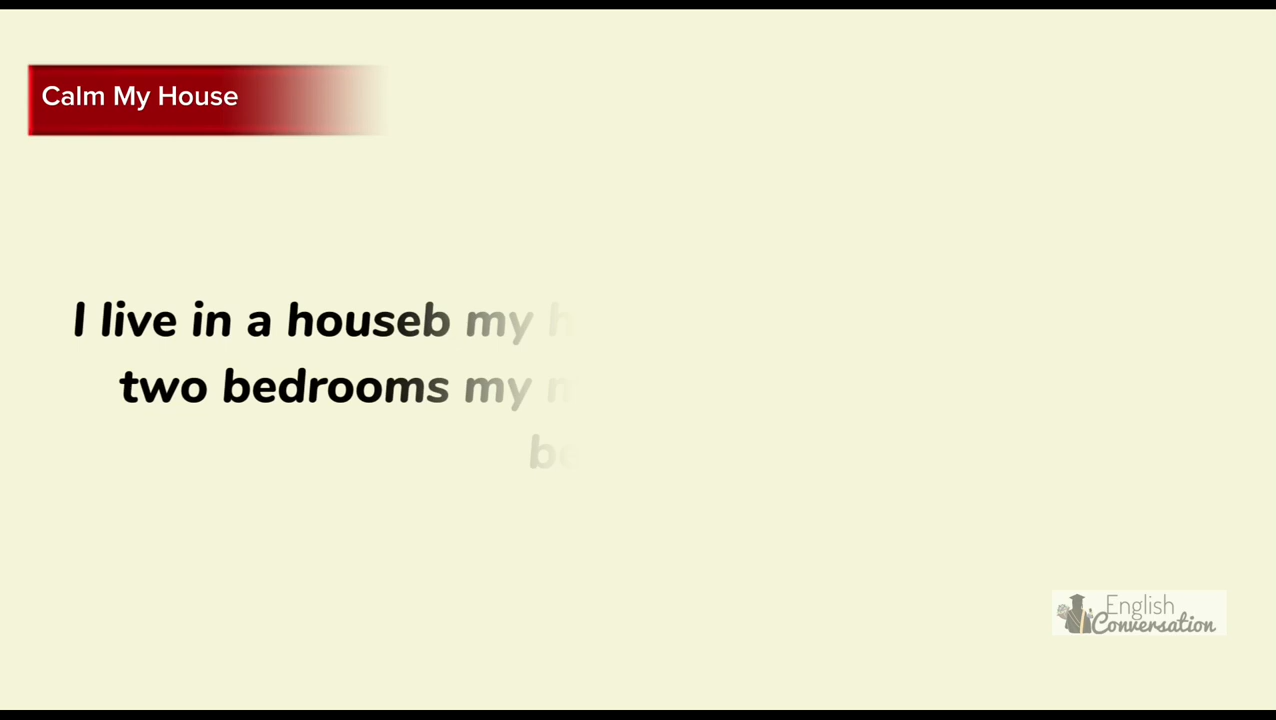 Calm My House
I live in a houseb my
two bedrooms my
English
Conversation